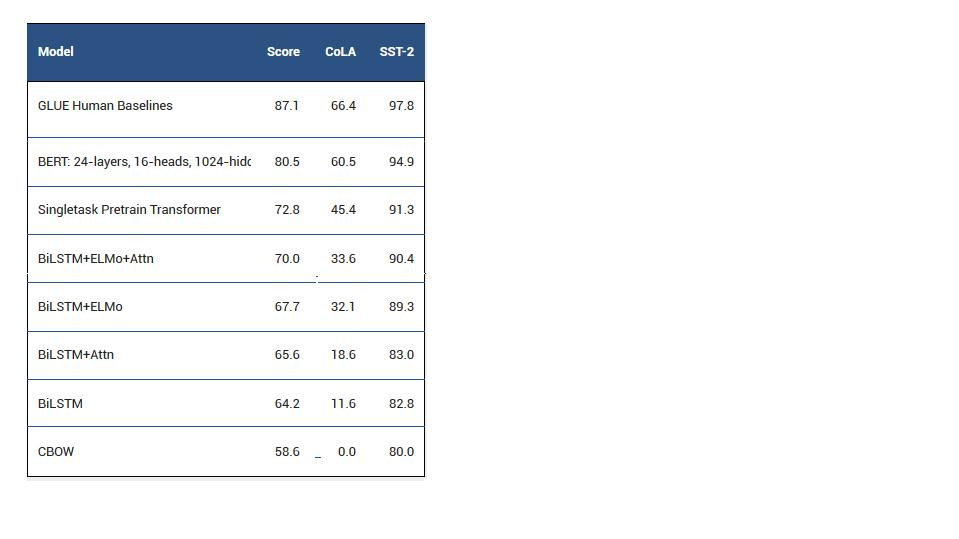 Model Score CoLA SST-2
GLUE Human Baselines 87.1 66.4 97.8
BERT: 24-layers, 16-heads, 1024-hidd 80.5 60.5 94.9
Singletask Pretrain Transformer 72.8 45.4 91.3
BiLSTM+ELMo+Attn 70.0 33.6 90.4
BiLSTM+ELMo 67.7 32.1 89.3
BiLSTM+Attn 65.6 18.6 83.0
BiLSTM 64.2 11.6 82.8
CBOW 58.6 0.0 80.0